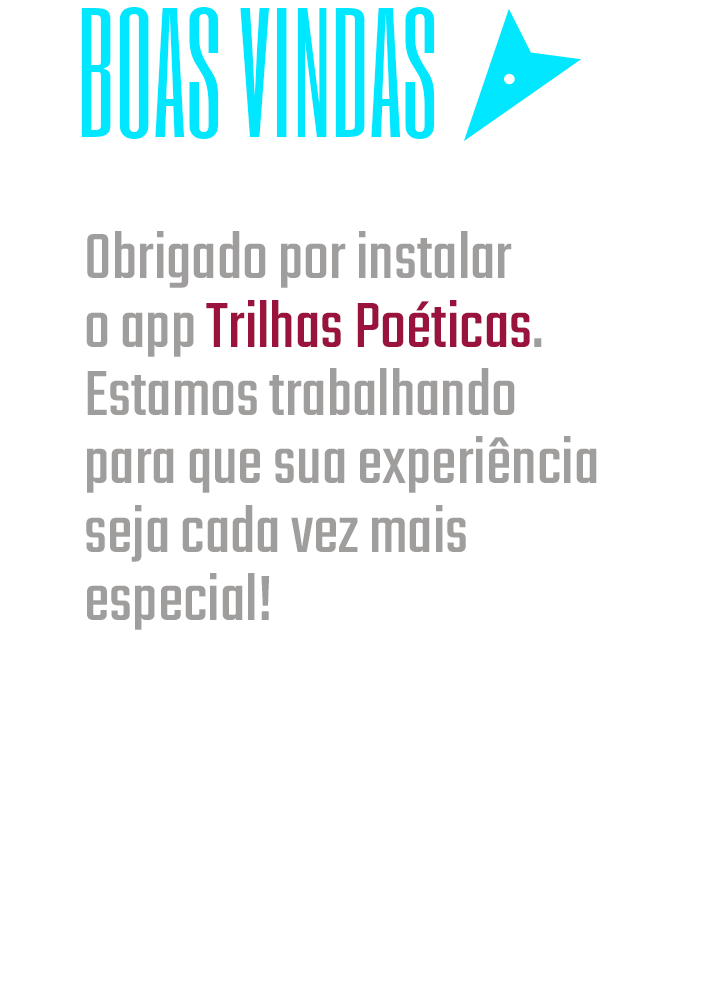 BOAS VINDAS
Obrigado por instalar
o app Trilhas Poéticas.
Estamos trabalhando
para que sua experiência
seja cada vez mais
especial!